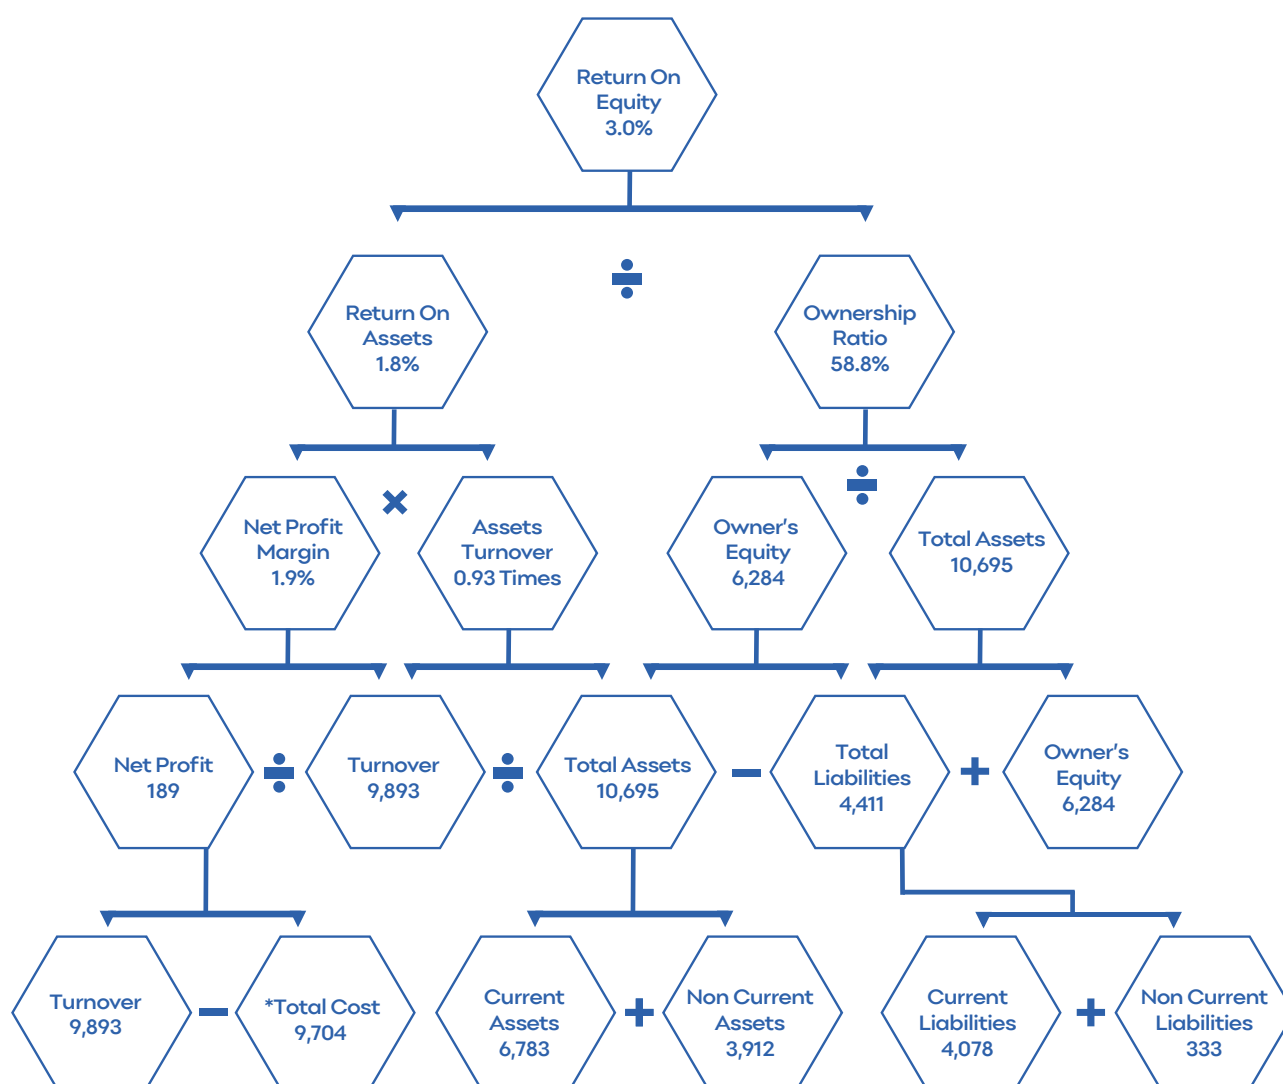 Return On
Equity
3.0%
÷
Return On
Assets
1.8%
Ownership
Ratio
58.8%
Net Profit
Margin
1.9%
×
Assets
Turnover
0.93 Times
Owner's
Equity
6,284
÷
Total Assets
10,695
Net Profit
189
÷
Turnover
9,893
÷
Total Assets
10,695
−
Total
Liabilities
4,411
+
Owner's
Equity
6,284
Turnover
9,893
−
*Total Cost
9,704
Current
Assets
6,783
+
Non Current
Assets
3,912
Current
Liabilities
4,078
+
Non Current
Liabilities
333